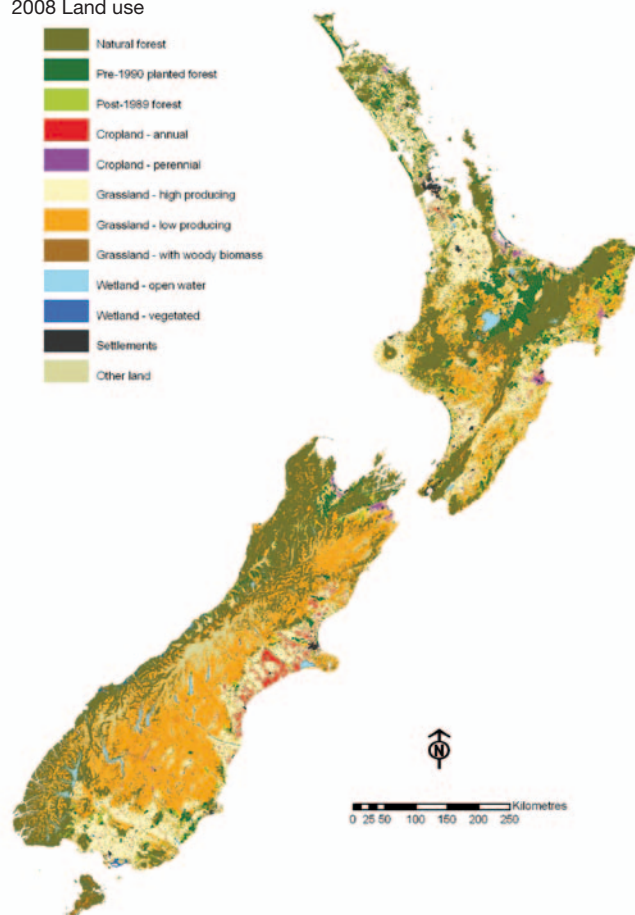 2008 Land use
Natural forest
Pre-1990 planted forest
Post-1989 forest
Cropland - annual
Cropland - perennial
Grassland - high producing
Grassland - low producing
Grassland - with woody biomass
Wetland - open water
Wetland - vegetated
Settlements
Other land
N
Kilometres
0 25 50 100 150 200 250